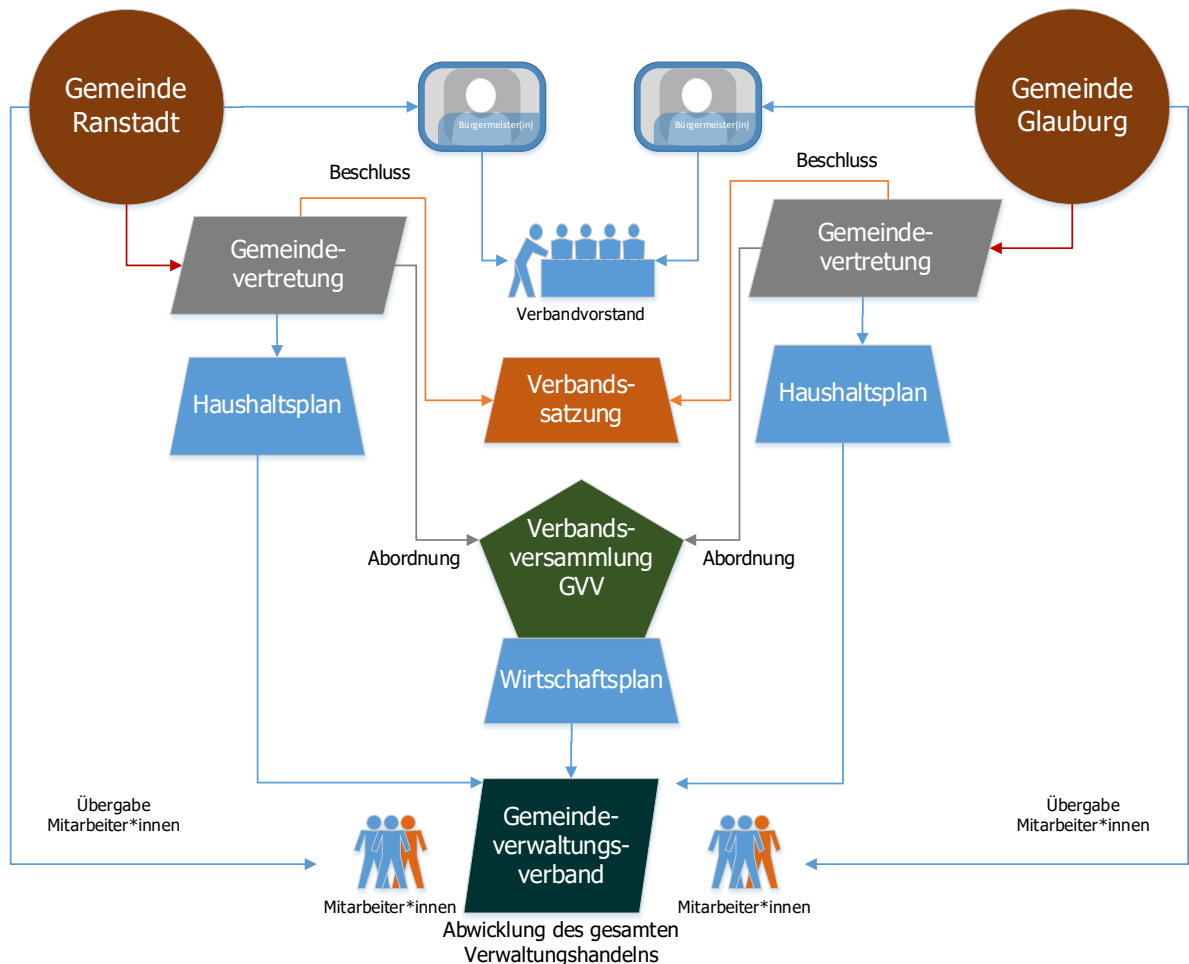 Gemeinde
Ranstadt
Bürgermeister(in)
Bürgermeister(in)
Gemeinde
Glauburg
Beschluss
Beschluss
Gemeinde-
vertretung
Gemeinde-
vertretung
Verbandvorstand
Haushaltsplan
Verbands-
satzung
Haushaltsplan
Verbands-
versammlung
GVV
Abordnung
Abordnung
Wirtschaftsplan
Übergabe
Mitarbeiter*innen
Gemeinde-
verwaltungs-
verband
Übergabe
Mitarbeiter*innen
Mitarbeiter*innen
Mitarbeiter*innen
Abwicklung des gesamten
Verwaltungshandelns